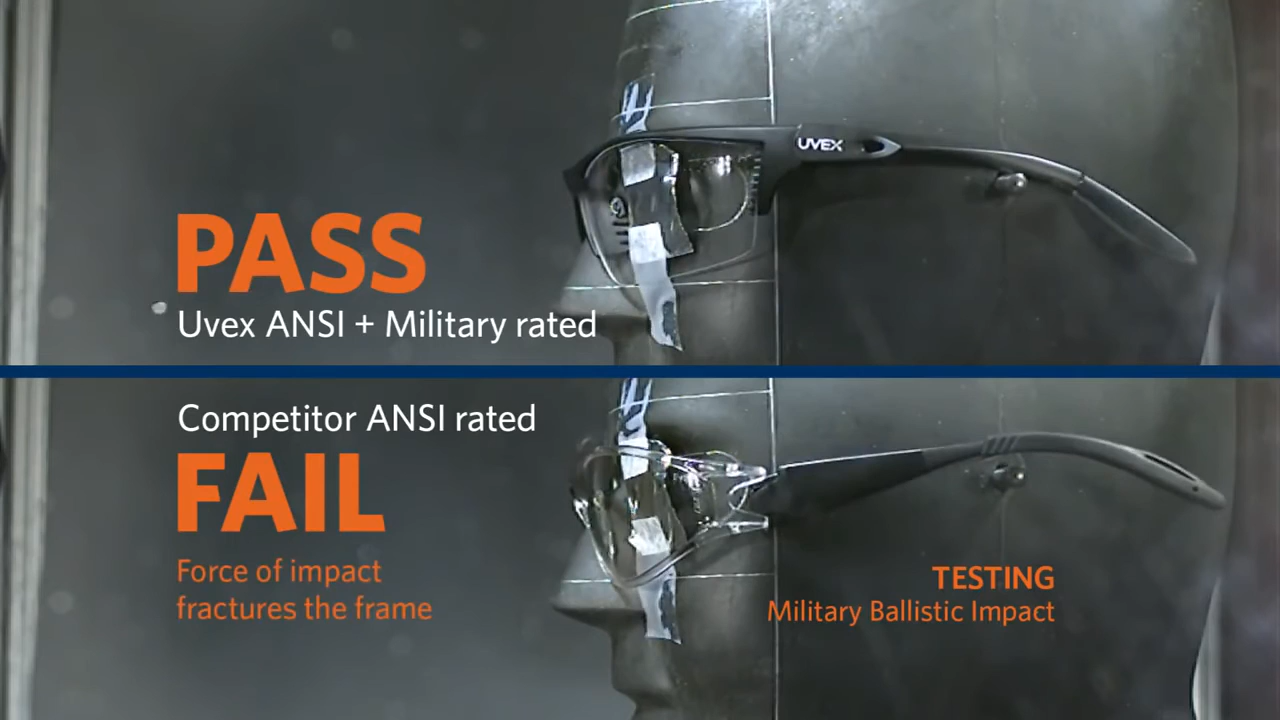 UVEX
PASS
Uvex ANSI + Military rated
Competitor ANSI rated
FAIL
Force of impact
fractures the frame
TESTING
Military Ballistic Impact